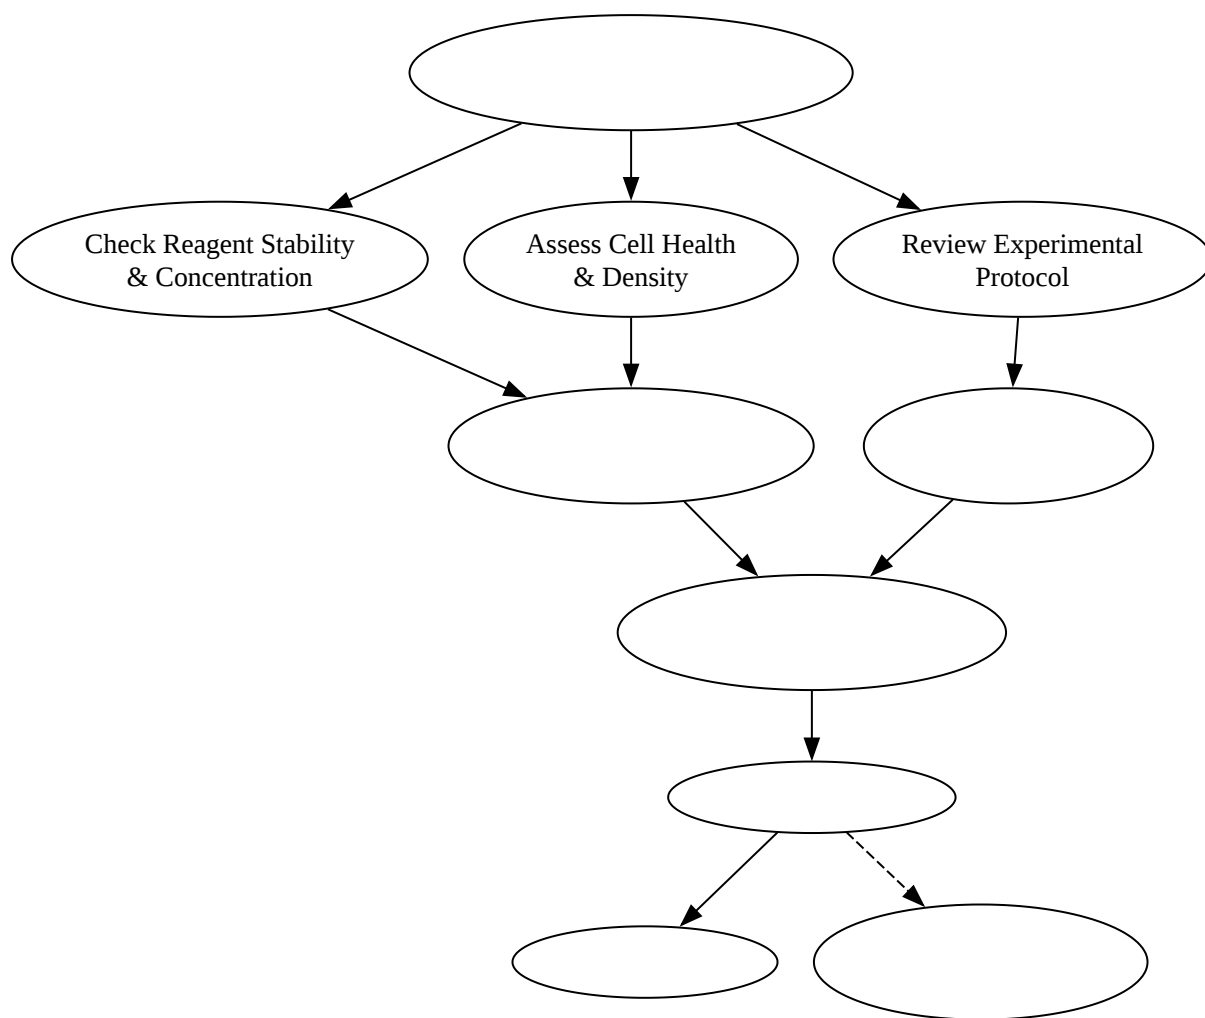 Check Reagent Stability
& Concentration
Assess Cell Health
& Density
Review Experimental
Protocol